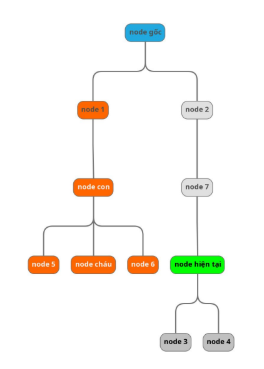 node gốc
node 1
node 2
node con
node 7
node 5
node cháu
node 6
node hiện tại
node 3
node 4